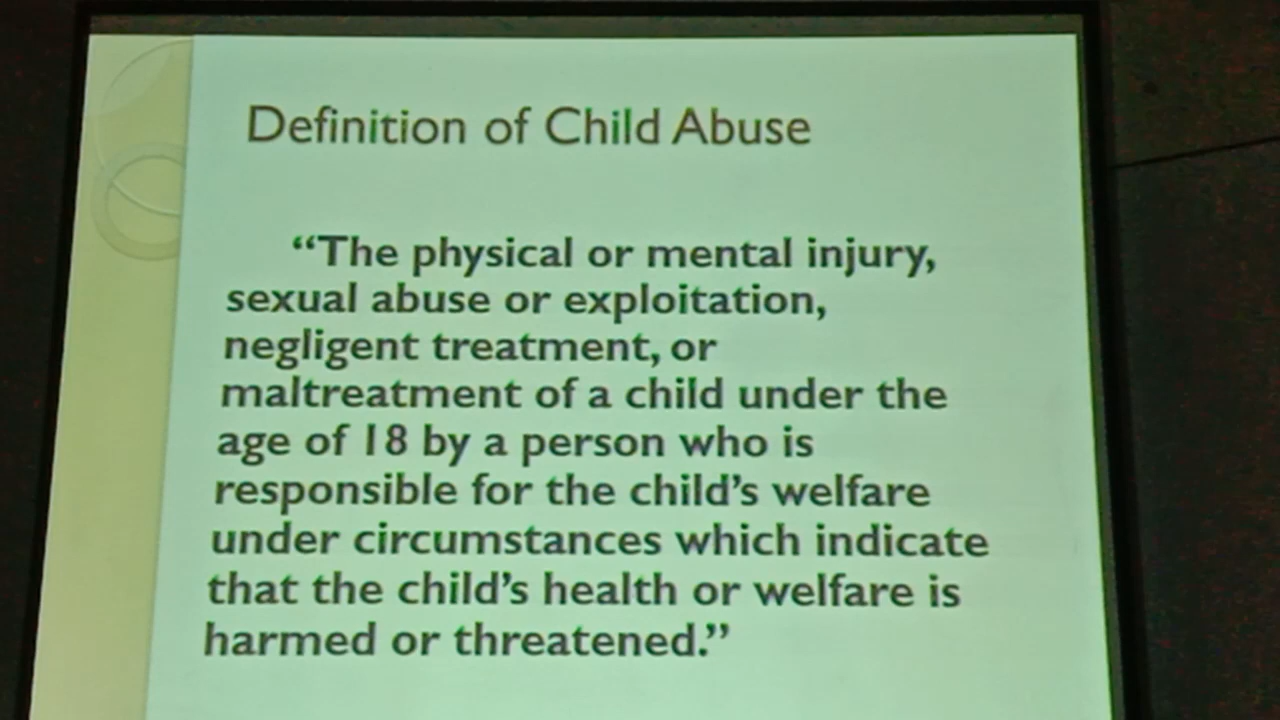 Definition of Child Abuse
“The physical or mental injury,
sexual abuse or exploitation,
negligent treatment, or
maltreatment of a child under the
age of 18 by a person who is
responsible for the child’s welfare
under circumstances which indicate
that the child’s health or welfare is
harmed or threatened.”